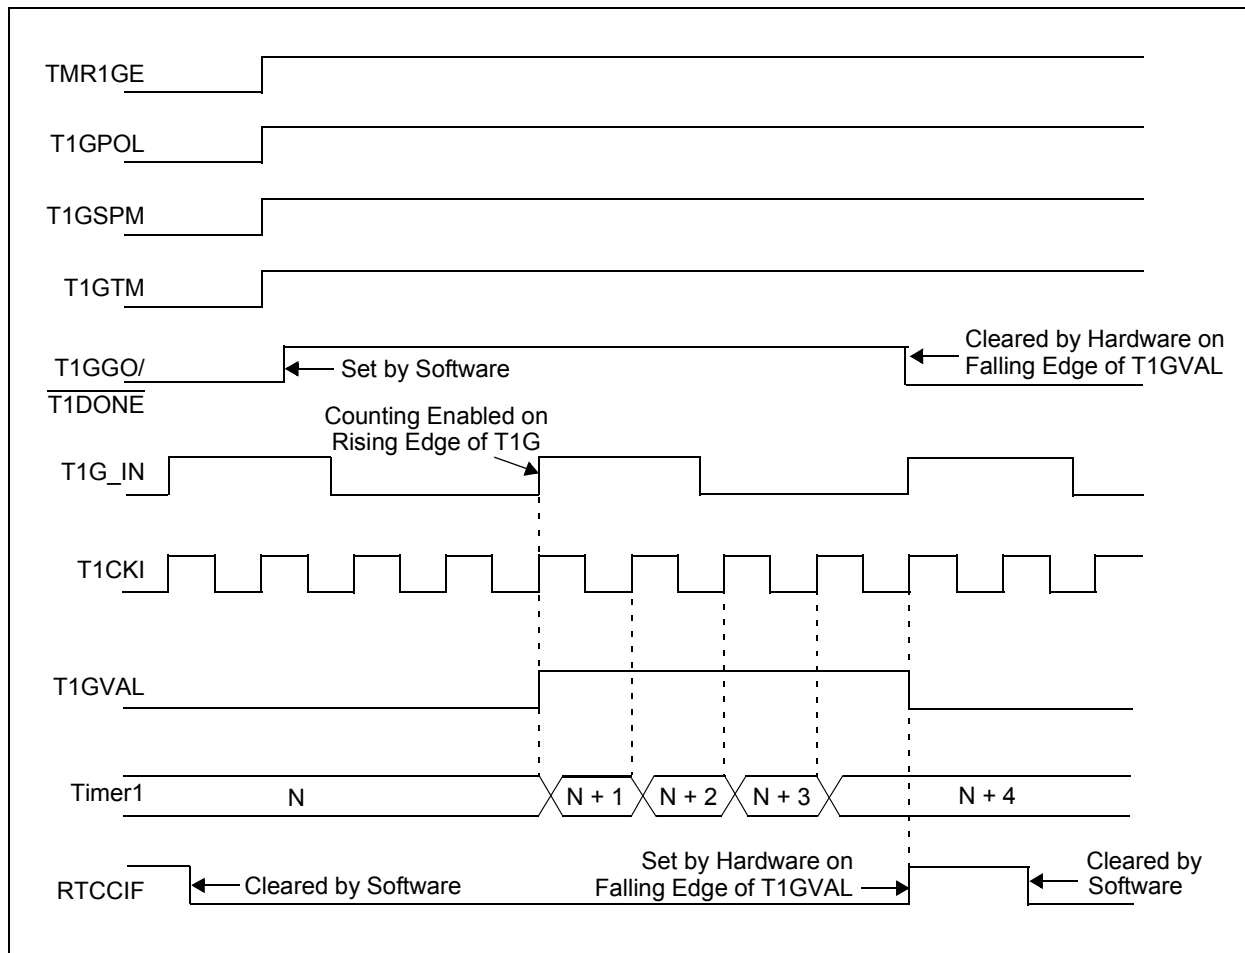 TMR1GE
T1GPOL
T1GSPM
T1GTM
T1GGO/
T1DONE
Set by Software
Cleared by Hardware on
Falling Edge of T1GVAL
Counting Enabled on
Rising Edge of T1G
T1G_IN
T1CKI
T1GVAL
Timer1
N
N + 1
N + 2
N + 3
N + 4
RTCCIF
Cleared by Software
Set by Hardware on
Falling Edge of T1GVAL
Cleared by
Software